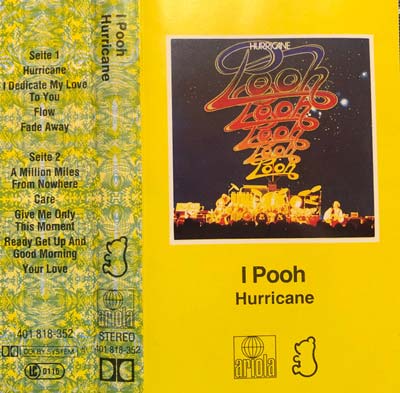 Seite 1
Hurricane
I Dedicate My Love
To You
Flow
Fade Away
Seite 2
A Million Miles
From Nowhere
Care
Give Me Only
This Moment
Ready Get Up And
Good Morning
Your Love
401 818-352
DOLBY SYSTEM
LC 0116
I Pooh
Hurricane
ariola
STEREO
401 818-352
HURRICANE
Pooh
Pooh
Pooh
Pooh
Pooh
I Pooh
Hurricane
ariola